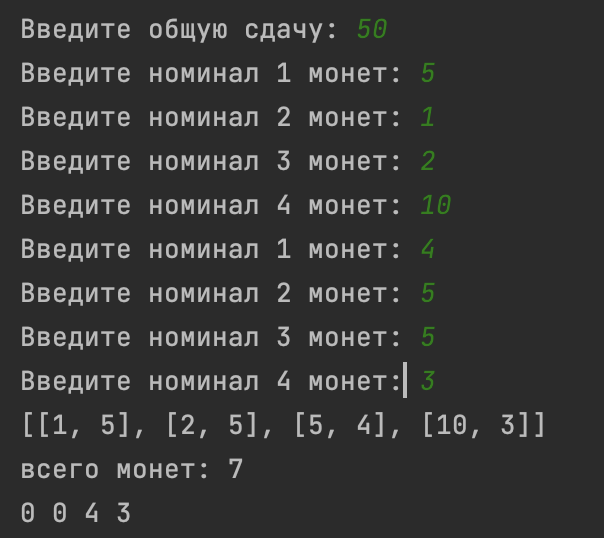 Введите общую сдачу: 50
Введите номинал 1 монет: 5
Введите номинал 2 монет: 1
Введите номинал 3 монет: 2
Введите номинал 4 монет: 10
Введите номинал 1 монет: 4
Введите номинал 2 монет: 5
Введите номинал 3 монет: 5
Введите номинал 4 монет: 3
[[1, 5], [2, 5], [5, 4], [10, 3]]
всего монет: 7
0 0 4 3